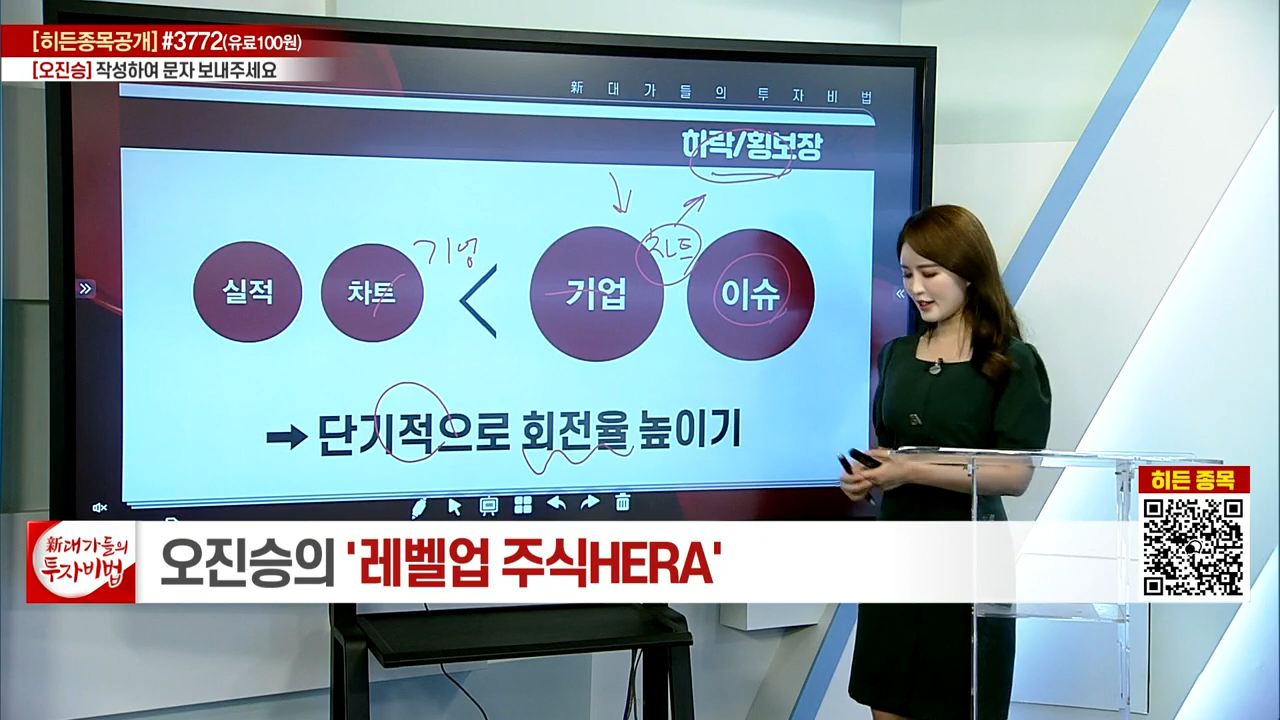 [히든종목공개] #3772(유료100원)
[오진승] 작성하여 문자 보내주세요
新 대가들의 투자비법
하락/횡보장
실적
차트
기업
<
기업
차트
이슈
➡ 단기적으로 회전율 높이기
히든 종목
新대가들의
투자비법
오진승의 '레벨업 주식HERA'